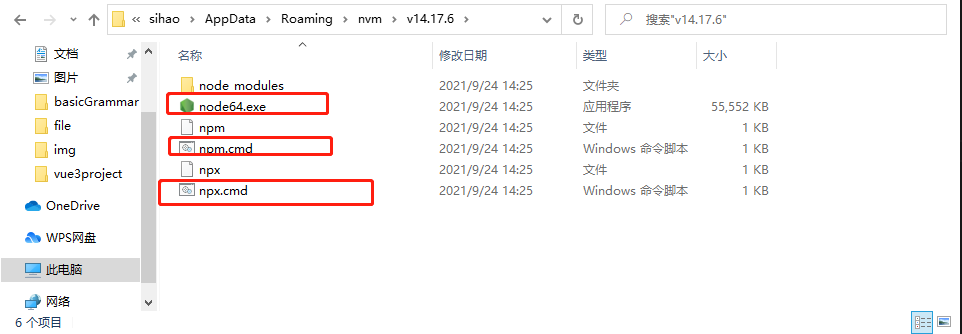 « sihao > AppData > Roaming > nvm > v14.17.6 >
搜索"v14.17.6"
文档
图片
basicGrammar
file
img
vue3project
OneDrive
WPS网盘
此电脑
网络
名称 修改日期 类型 大小
node_modules 2021/9/24 14:25 文件夹
node64.exe 2021/9/24 14:25 应用程序 55,552 KB
npm 2021/9/24 14:25 文件 1 KB
npm.cmd 2021/9/24 14:25 Windows 命令脚本 1 KB
npx 2021/9/24 14:25 文件 1 KB
npx.cmd 2021/9/24 14:25 Windows 命令脚本 1 KB
6 个项目